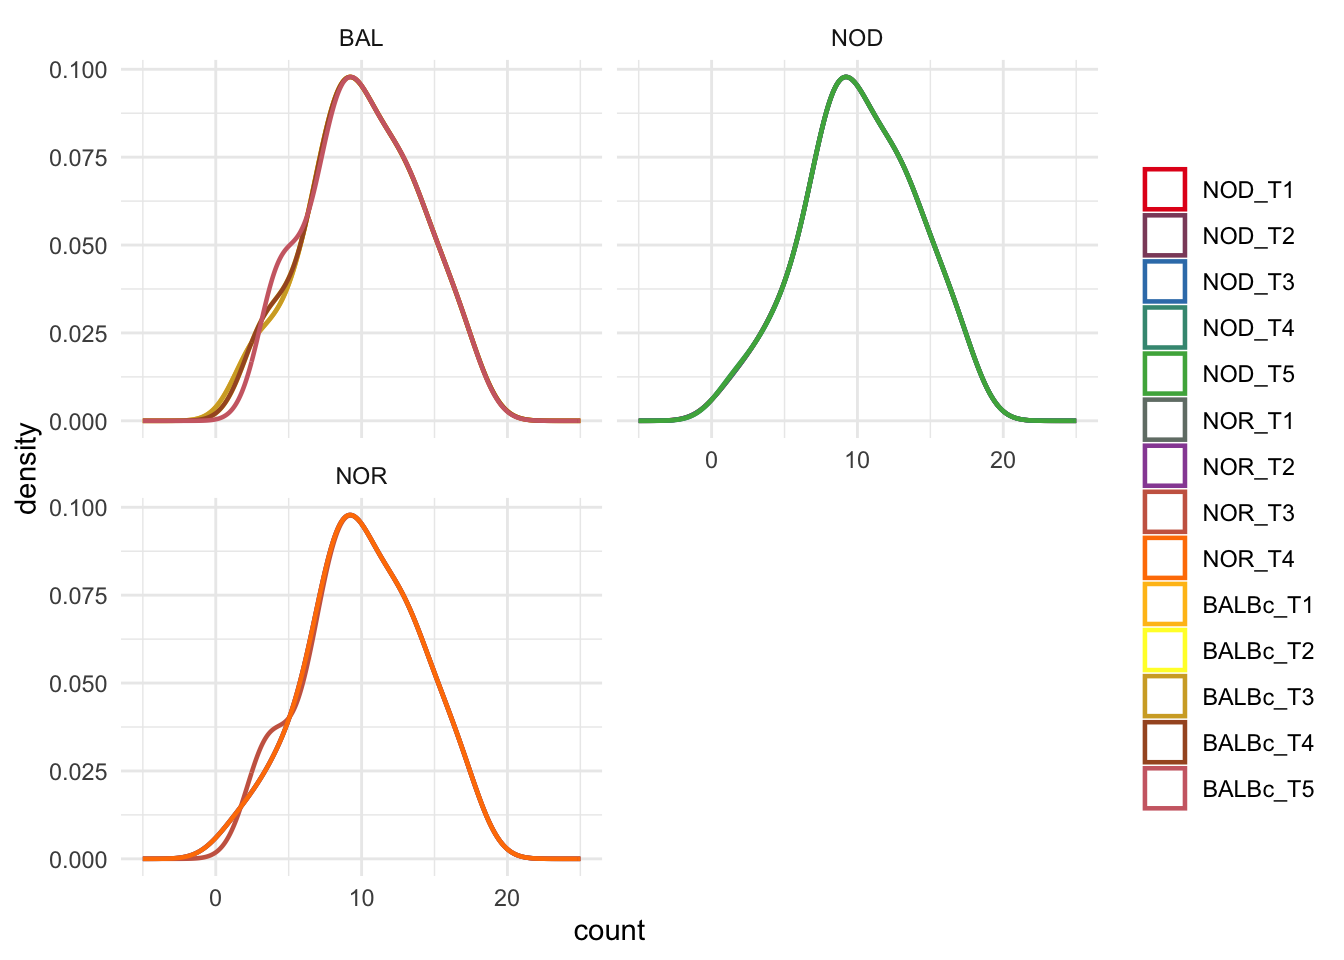 BAL
NOD
0.100
0.075
0.050
0.025
0.000
0
10
20
NOR
0.100
0.075
0.050
0.025
0.000
0
10
20
density
count
NOD_T1
NOD_T2
NOD_T3
NOD_T4
NOD_T5
NOR_T1
NOR_T2
NOR_T3
NOR_T4
BALBc_T1
BALBc_T2
BALBc_T3
BALBc_T4
BALBc_T5